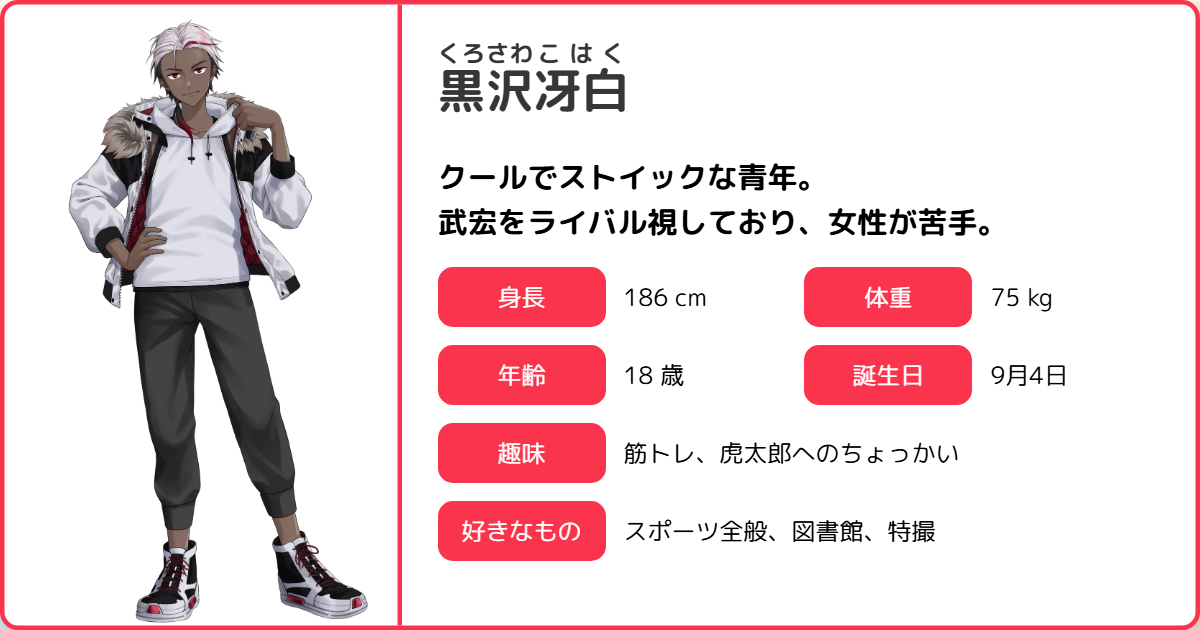 くろさわこはく
黒沢冴白
クールでストイックな青年。
武宏をライバル視しており、女性が苦手。
身長 186 cm 体重 75 kg
年齢 18 歳 誕生日 9月4日
趣味 筋トレ、虎太郎へのちょっかい
好きなもの スポーツ全般、図書館、特撮